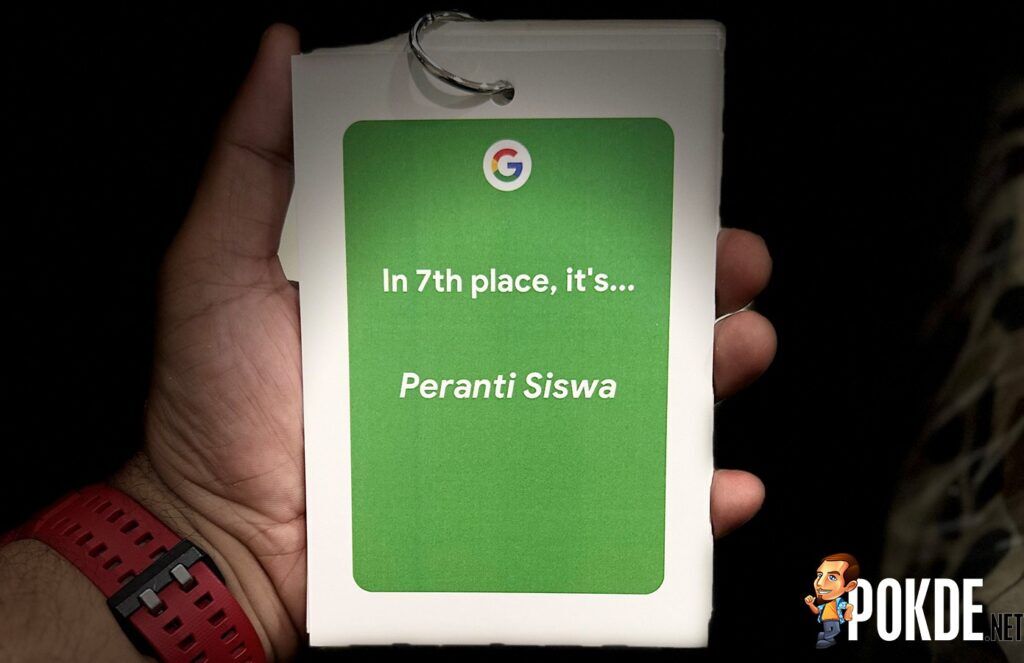 In 7th place, it's...
Peranti Siswa
POKDE.NET